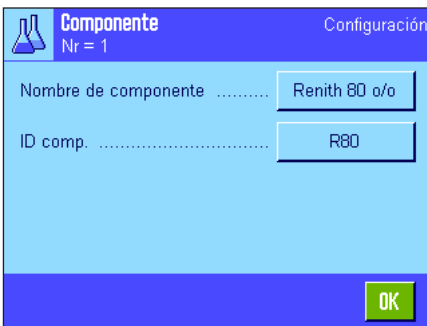 Componente Configuración
Nr = 1
Nombre de componente .......... Renith 80 o/o
ID comp. ................................ R80
OK